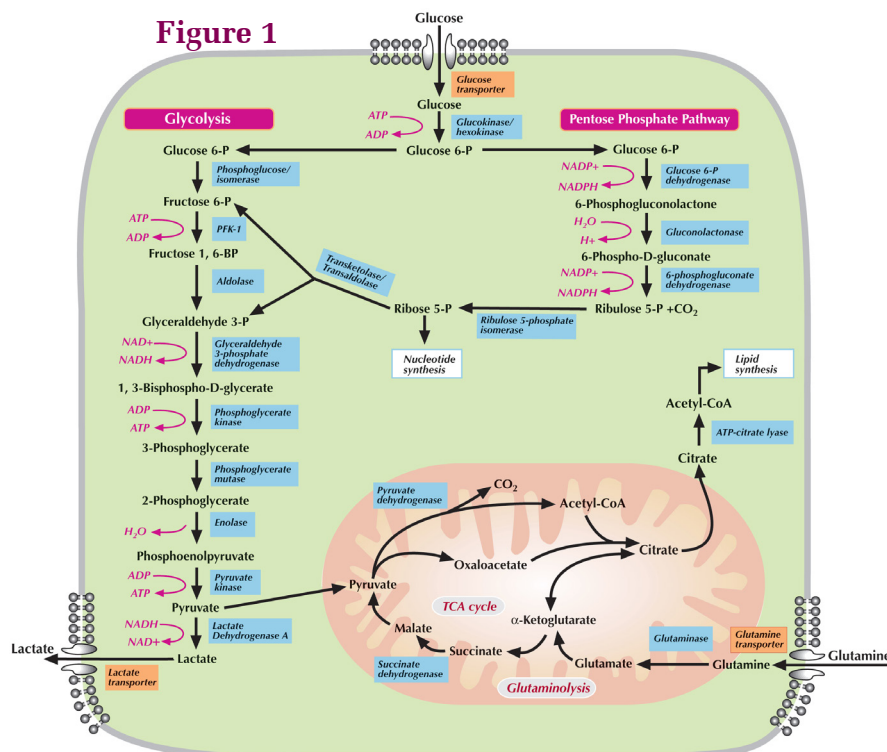 Figure 1
Glucose
Glucose
transporter
Glucose
Glycolysis
Pentose Phosphate Pathway
ATP
ADP
Glucokinase/
hexokinase
Glucose 6-P
Glucose 6-P
Glucose 6-P
Phosphoglucose/
isomerase
NADP+
NADPH
Glucose 6-P
dehydrogenase
Fructose 6-P
6-Phosphogluconolactone
ATP
ADP
PFK-1
H2O
H+
Gluconolactonase
Fructose 1, 6-BP
6-Phospho-D-gluconate
Aldolase
Transketolase/
Transaldolase
NADP+
NADPH
6-phosphogluconate
dehydrogenase
Glyceraldehyde 3-P
Ribose 5-P
Ribulose 5-P +CO2
Ribulose 5-phosphate
isomerase
NAD+
NADH
Glyceraldehyde
3-phosphate
dehydrogenase
Nucleotide
synthesis
Lipid
synthesis
1, 3-Bisphospho-D-glycerate
Acetyl-CoA
ADP
ATP
Phosphoglycerate
kinase
ATP-citrate lyase
3-Phosphoglycerate
Citrate
Phosphoglycerate
mutase
Pyruvate
dehydrogenase
CO2
2-Phosphoglycerate
Acetyl-CoA
H2O
Enolase
Phosphoenolpyruvate
Oxaloacetate
Citrate
ADP
ATP
Pyruvate
kinase
Pyruvate
Pyruvate
TCA cycle
α-Ketoglutarate
NADH
NAD+
Lactate
Dehydrogenase A
Malate
Glutaminase
Glutamine
transporter
Lactate
Lactate
Succinate
Glutamate
Glutamine
Glutamine
Lactate
transporter
Succinate
dehydrogenase
Glutaminolysis